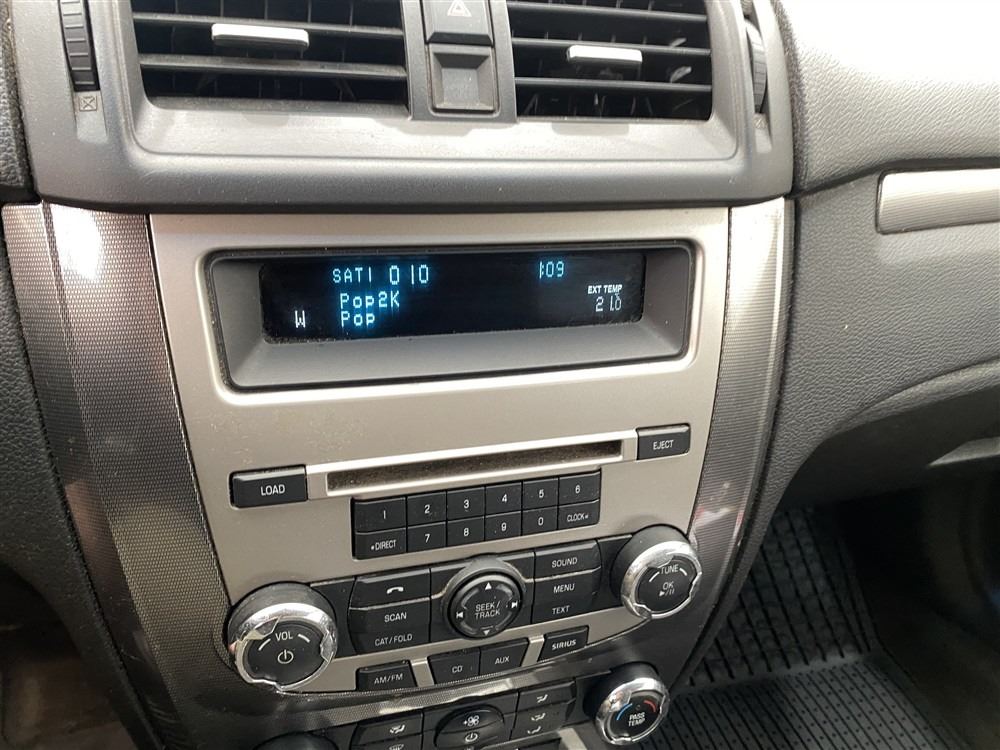 SAT1 010 1:09
Pop2K EXT TEMP
W Pop 21°
EJECT
LOAD
1 2 3 4 5 6
DIRECT 7 8 9 0 CLOCK
SOUND
MENU
TEXT
SCAN
CAT/FOLD
SEEK/
TRACK
TUNE
OK
VOL
AM/FM CD AUX SIRIUS
PASS
TEMP